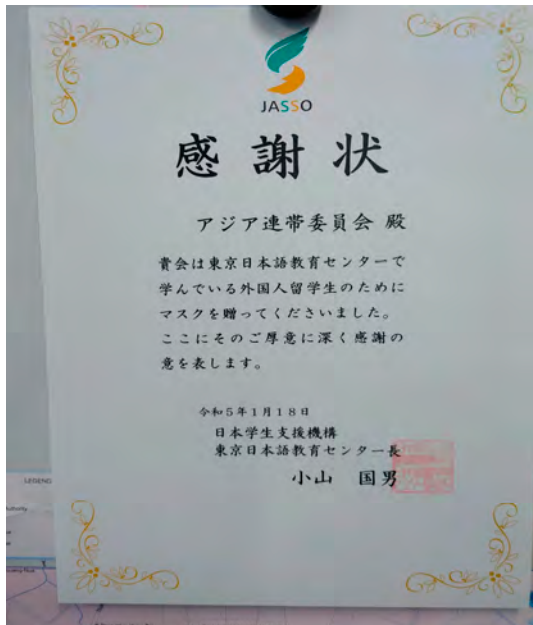 JASSO
感謝状
アジア連帯委員会 殿
貴会は東京日本語教育センターで
学んでいる外国人留学生のために
マスクを贈ってくださいました。
ここにそのご厚意に深く感謝の
意を表します。
令和5年1月18日
日本学生支援機構
東京日本語教育センター長
小山 国男
LEGEND